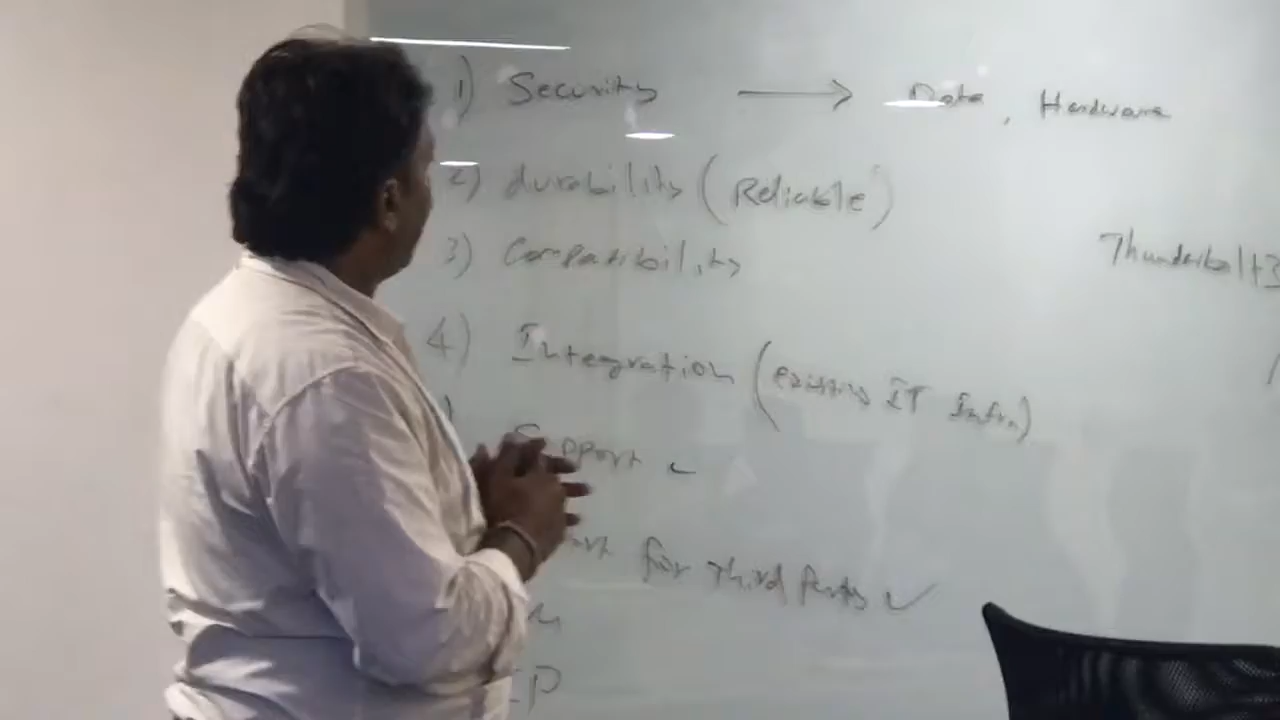 1) Security → Data, Hardware
2) durability (Reliable)
3) Compatibility
Thunderbolt 3
4) Integration (existing IT Infra)
Support ✓
for Third Party ✓